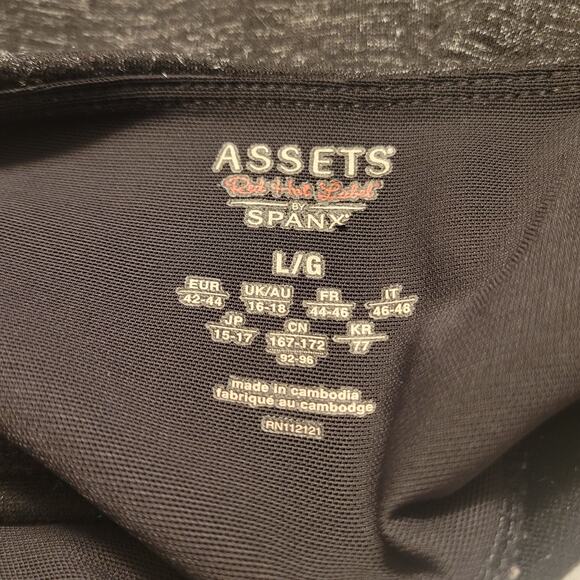 ASSETS®
Red Hot Label
BY
SPANX®
L/G
EUR UK/AU FR IT
42-44 16-18 44-46 46-48
JP CN KR
15-17 167-172 77
92-96
made in cambodia
fabriqué au cambodge
RN112121